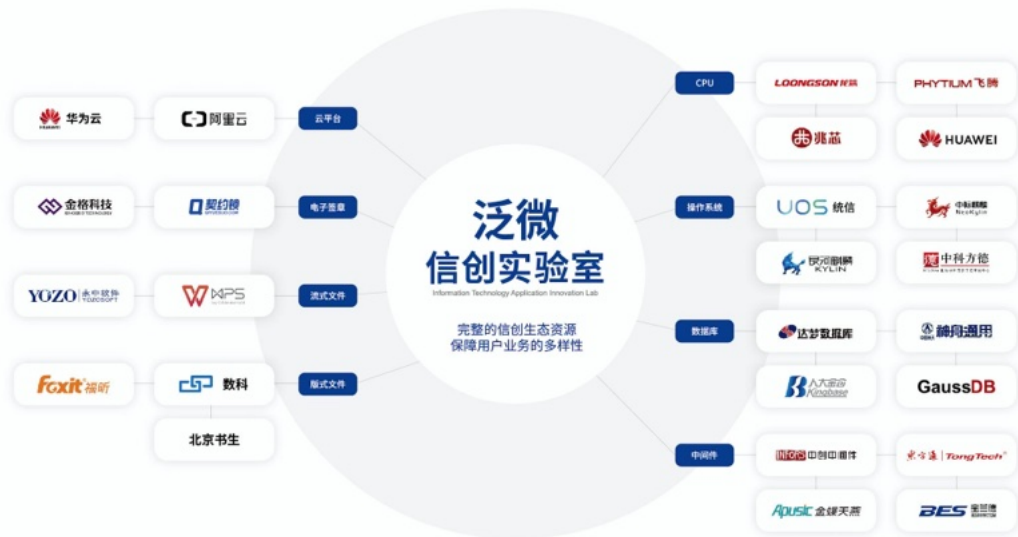 泛微
信创实验室
Information Technology Application Innovation Lab
完整的信创生态资源
保障用户业务的多样性
云平台
阿里云
HUAWEI
华为云
电子签章
契约锁
金格科技
流式文件
WPS
YOZO
永中软件
YOZOSOFT
版式文件
数科
Foxit
福昕
北京书生
CPU
LOONGSON 龙芯
PHYTIUM 飞腾
兆芯
HUAWEI
操作系统
UOS 统信
中标麒麟
NeoKylin
KYLIN
中科方德
数据库
达梦数据库
神舟通用
人大金仓
Kingbase
GaussDB
中间件
中创中间件
东方通 TongTech®
Apusic 金蝶天燕
BES 宝兰德